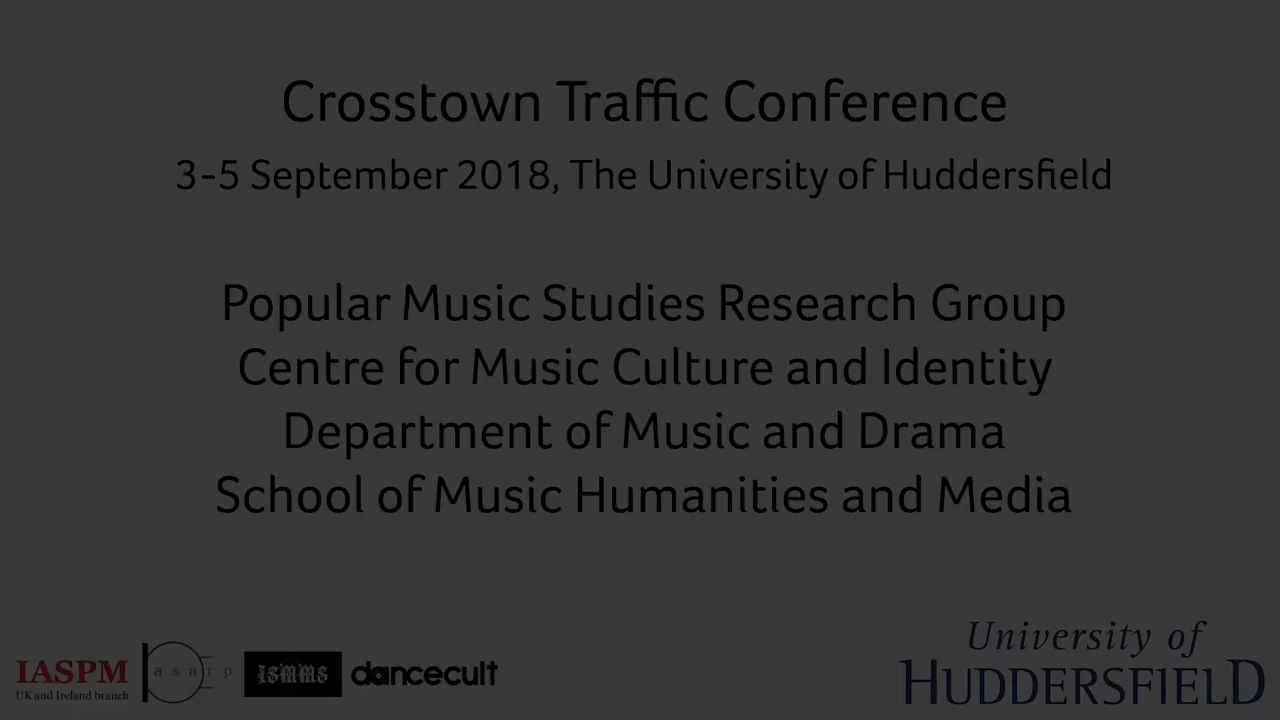 Crosstown Traffic Conference
3-5 September 2018, The University of Huddersfield
Popular Music Studies Research Group
Centre for Music Culture and Identity
Department of Music and Drama
School of Music Humanities and Media
IASPM
UK and Ireland branch
asarp
ISMMS
dancecult
University of
HUDDERSFIELD